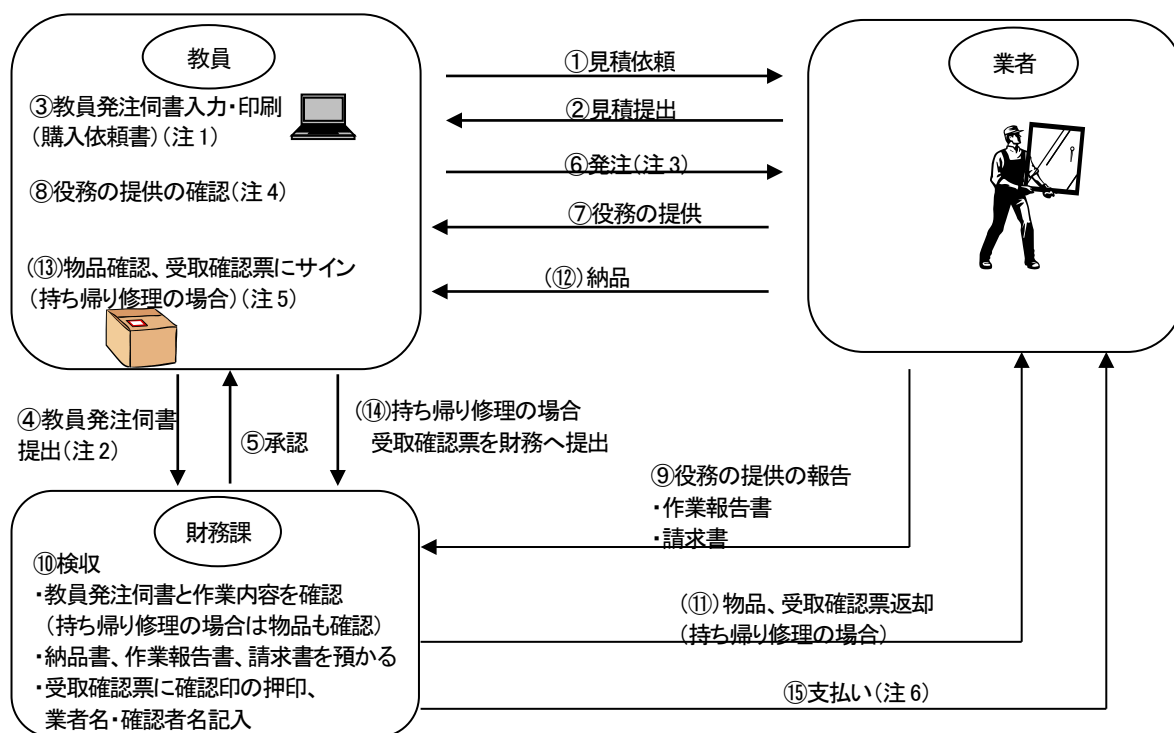 教員
③教員発注伺書入力・印刷
(購入依頼書)(注1)
⑧役務の提供の確認(注4)
(⑬)物品確認、受取確認票にサイン
(持ち帰り修理の場合)(注5)
①見積依頼
②見積提出
⑥発注(注3)
⑦役務の提供
(⑫)納品
業者
④教員発注伺書
提出(注2)
⑤承認
(⑭)持ち帰り修理の場合
受取確認票を財務へ提出
⑨役務の提供の報告
・作業報告書
・請求書
財務課
⑩検収
・教員発注伺書と作業内容を確認
(持ち帰り修理の場合は物品も確認)
・納品書、作業報告書、請求書を預かる
・受取確認票に確認印の押印、
業者名・確認者名記入
(⑪)物品、受取確認票返却
(持ち帰り修理の場合)
⑮支払い(注6)